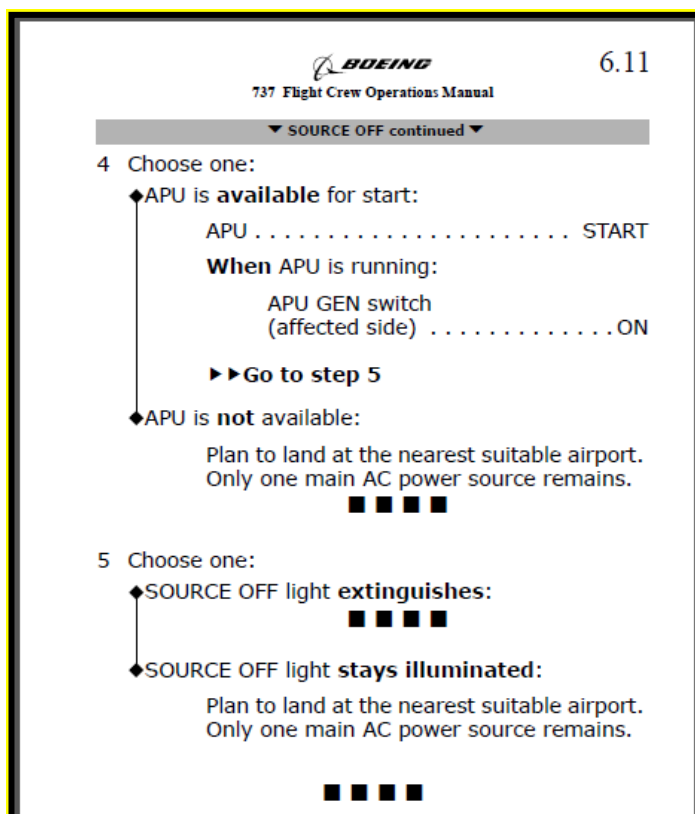 BOEING
6.11
737 Flight Crew Operations Manual
▼ SOURCE OFF continued ▼
4 Choose one:
◆APU is available for start:
APU . . . . . . . . . . . . . . . . . . . . . . START
When APU is running:
APU GEN switch
(affected side) . . . . . . . . . . . . . ON
▶▶Go to step 5
◆APU is not available:
Plan to land at the nearest suitable airport.
Only one main AC power source remains.
■ ■ ■ ■
5 Choose one:
◆SOURCE OFF light extinguishes:
■ ■ ■ ■
◆SOURCE OFF light stays illuminated:
Plan to land at the nearest suitable airport.
Only one main AC power source remains.
■ ■ ■ ■